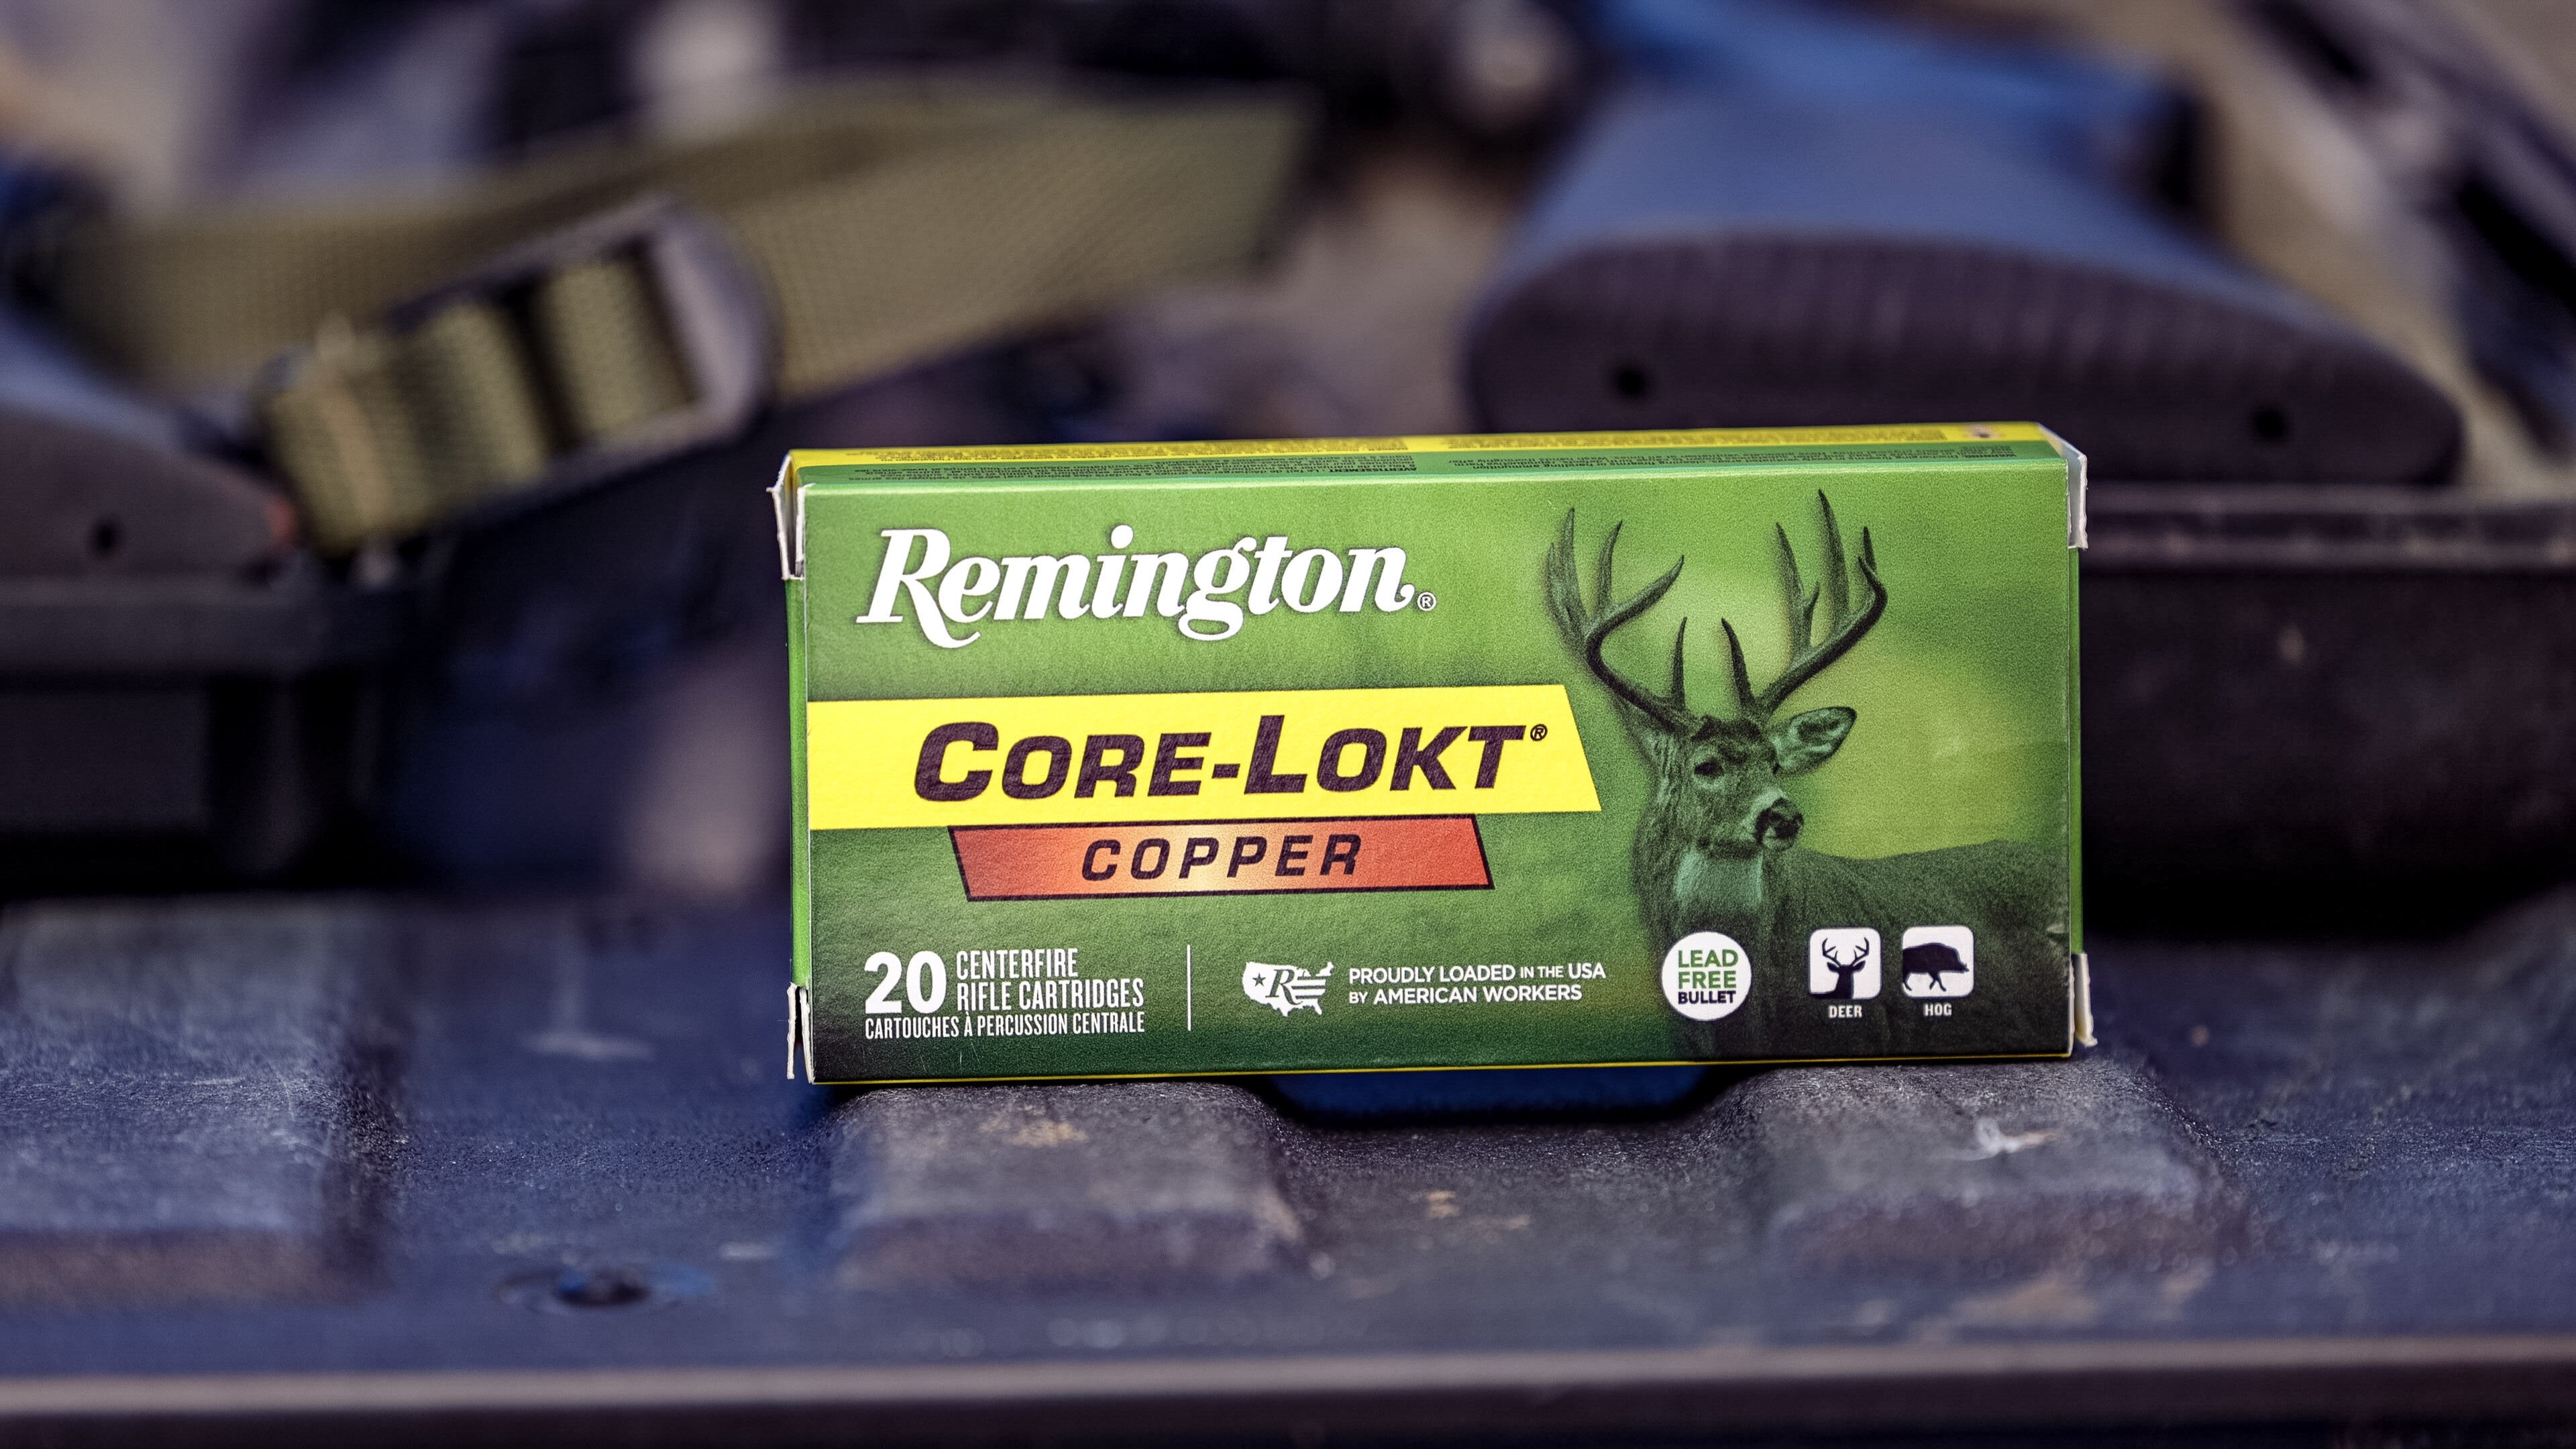 Remington®
CORE-LOKT®
COPPER
20 CENTERFIRE
RIFLE CARTRIDGES
CARTOUCHES À PERCUSSION CENTRALE
R
PROUDLY LOADED IN THE USA
BY AMERICAN WORKERS
LEAD
FREE
BULLET
DEER
HOG